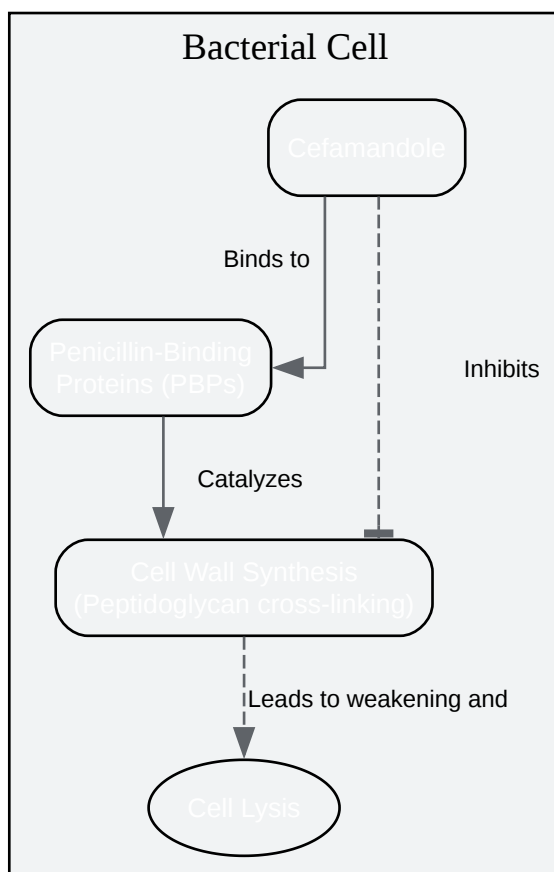 Bacterial Cell
Cefamandole
Binds to
Penicillin-Binding
Proteins (PBPs)
Inhibits
Catalyzes
Cell Wall Synthesis
(Peptidoglycan cross-linking)
Leads to weakening and
Cell Lysis